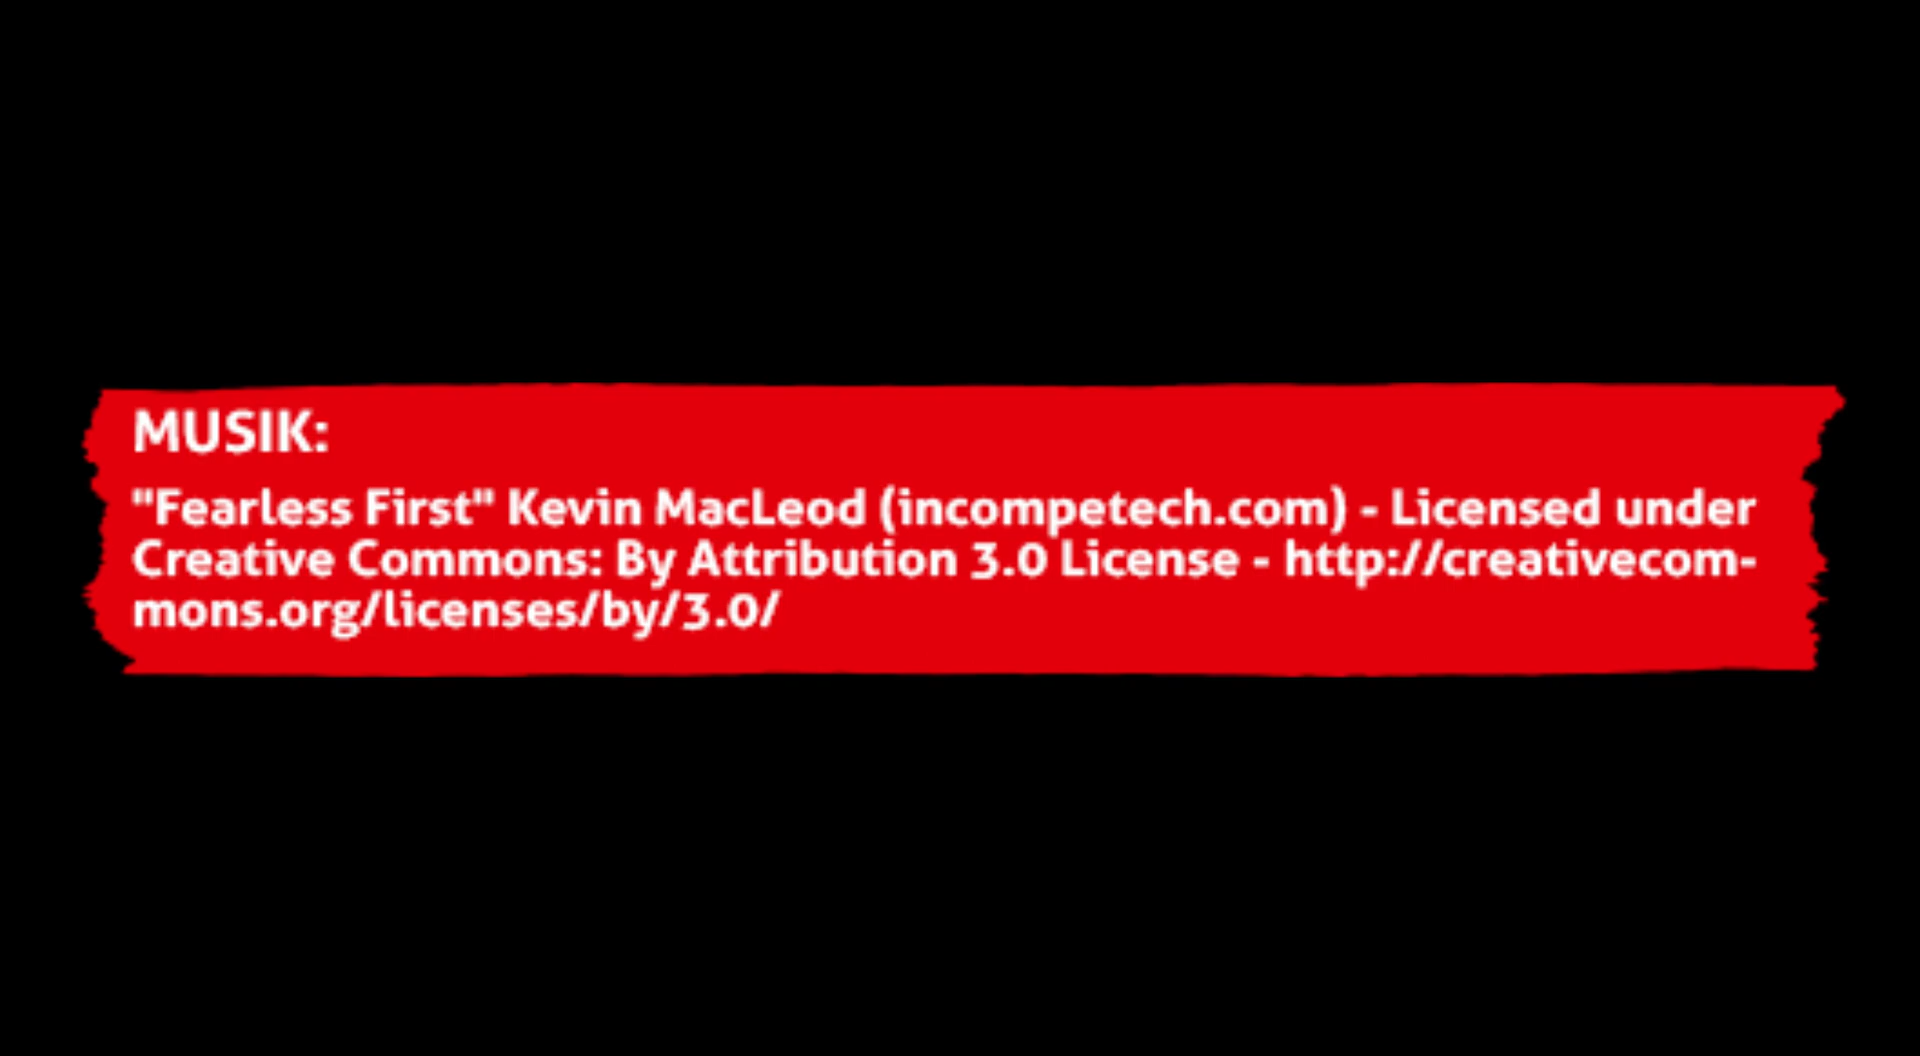 MUSIK:
"Fearless First" Kevin MacLeod (incompetech.com) - Licensed under
Creative Commons: By Attribution 3.0 License - http://creativecom-
mons.org/licenses/by/3.0/